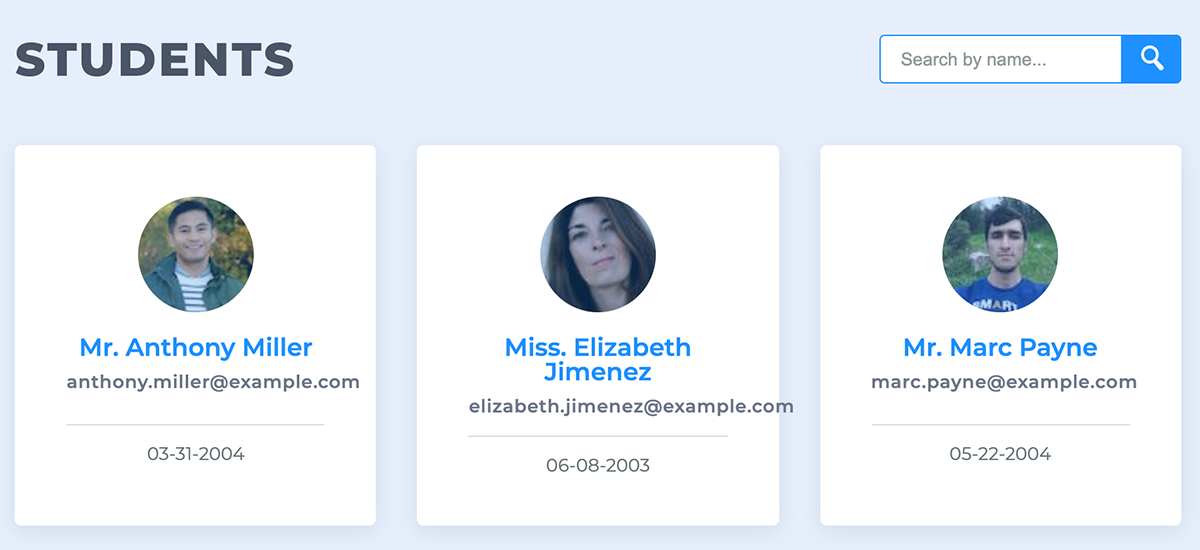 STUDENTS
Search by name...
Mr. Anthony Miller
anthony.miller@example.com
03-31-2004
Miss. Elizabeth
Jimenez
elizabeth.jimenez@example.com
06-08-2003
Mr. Marc Payne
marc.payne@example.com
05-22-2004